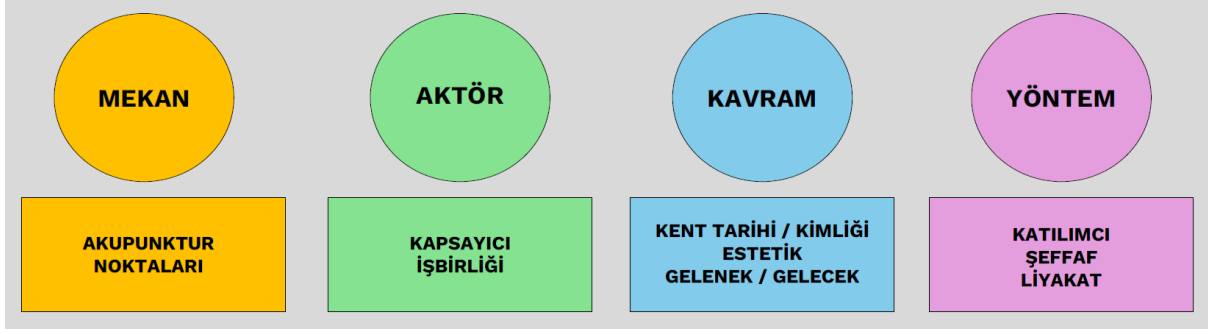 MEKAN
AKTÖR
KAVRAM
YÖNTEM
AKUPUNKTUR
NOKTALARI
KAPSAYICI
İŞBİRLİĞİ
KENT TARİHİ / KİMLİĞİ
ESTETİK
GELENEK / GELECEK
KATILIMCI
ŞEFFAF
LİYAKAT